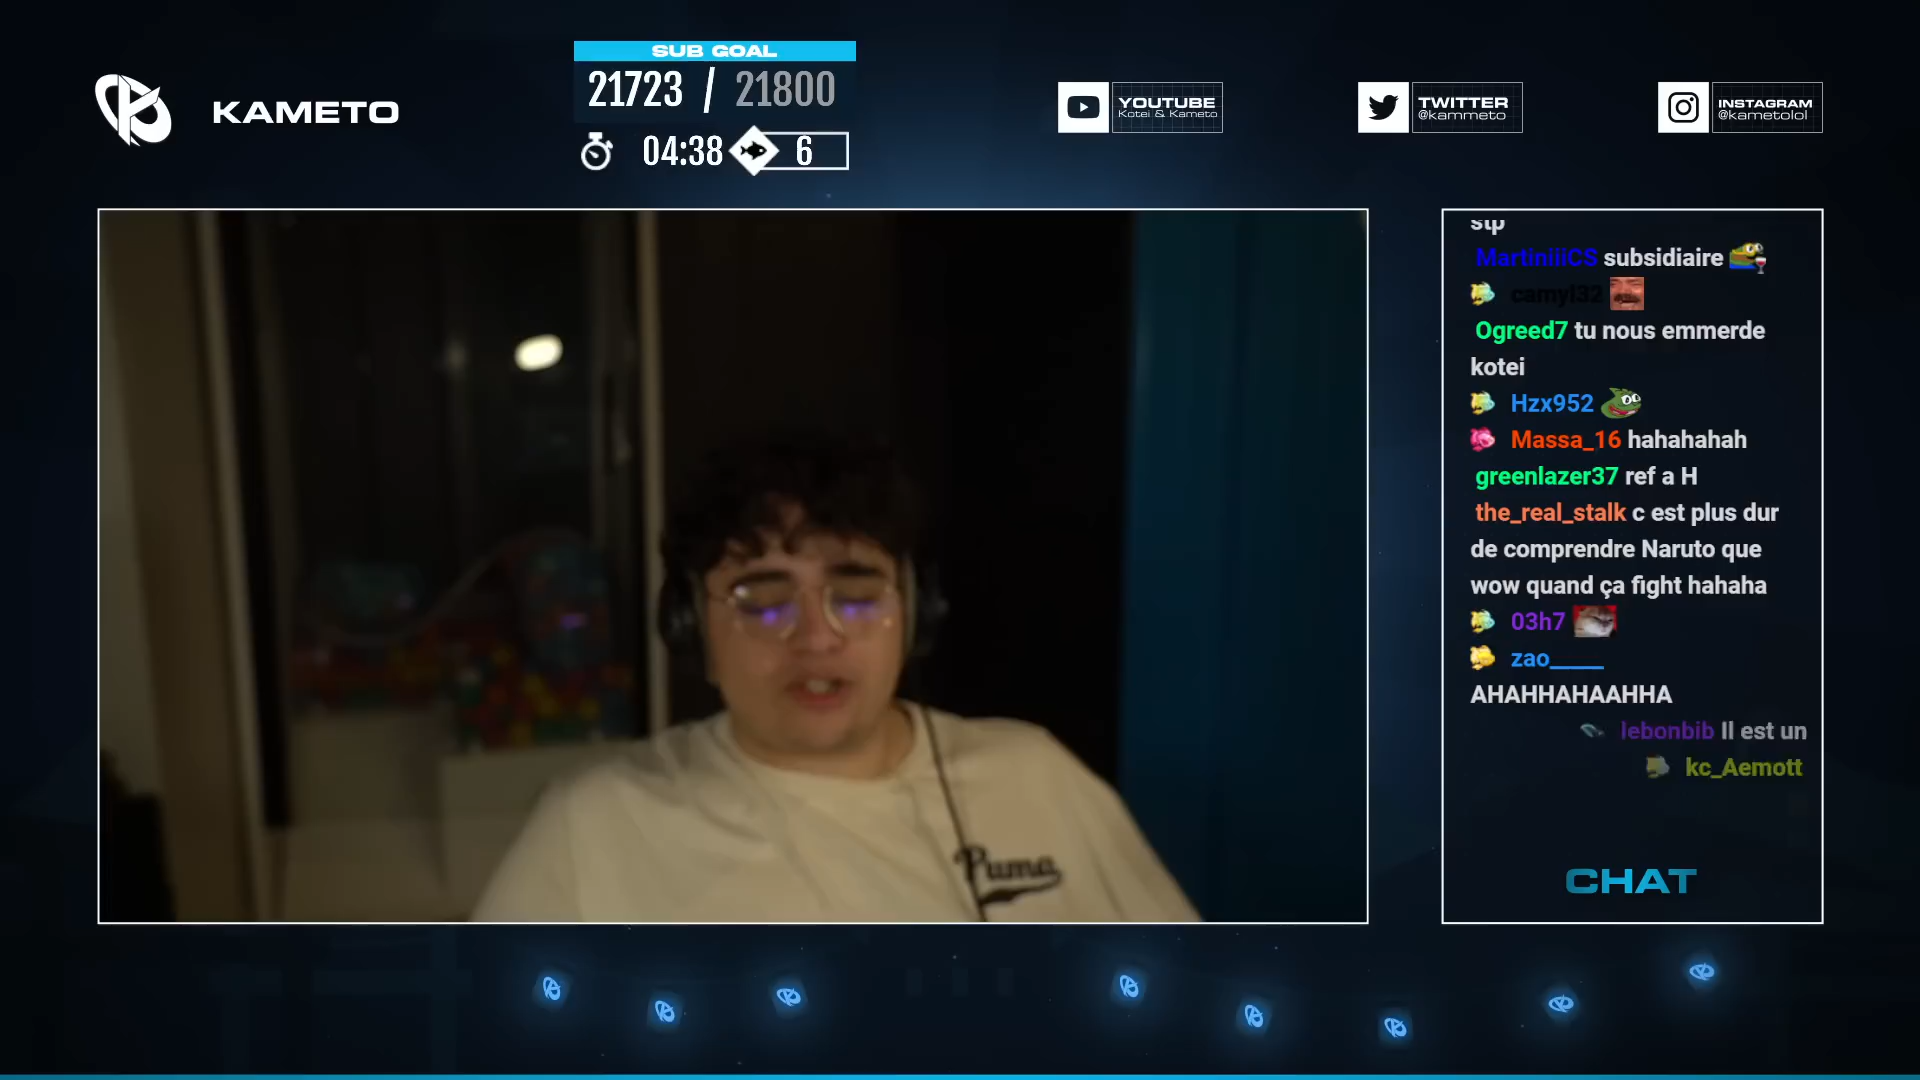 KAMETO
SUB GOAL
21723 / 21800
04:38 6
YOUTUBE
Kotei & Kameto
TWITTER
@kammeto
INSTAGRAM
@kametolol
stp
MartiniiiCS subsidiaire
camyl32
Ogreed7 tu nous emmerde
kotei
Hzx952
Massa_16 hahahahah
greenlazer37 ref a H
the_real_stalk c est plus dur
de comprendre Naruto que
wow quand ça fight hahaha
03h7
zao_____
AHAHHAHAAHHA
lebonbib Il est un
kc_Aemott
CHAT
Puma